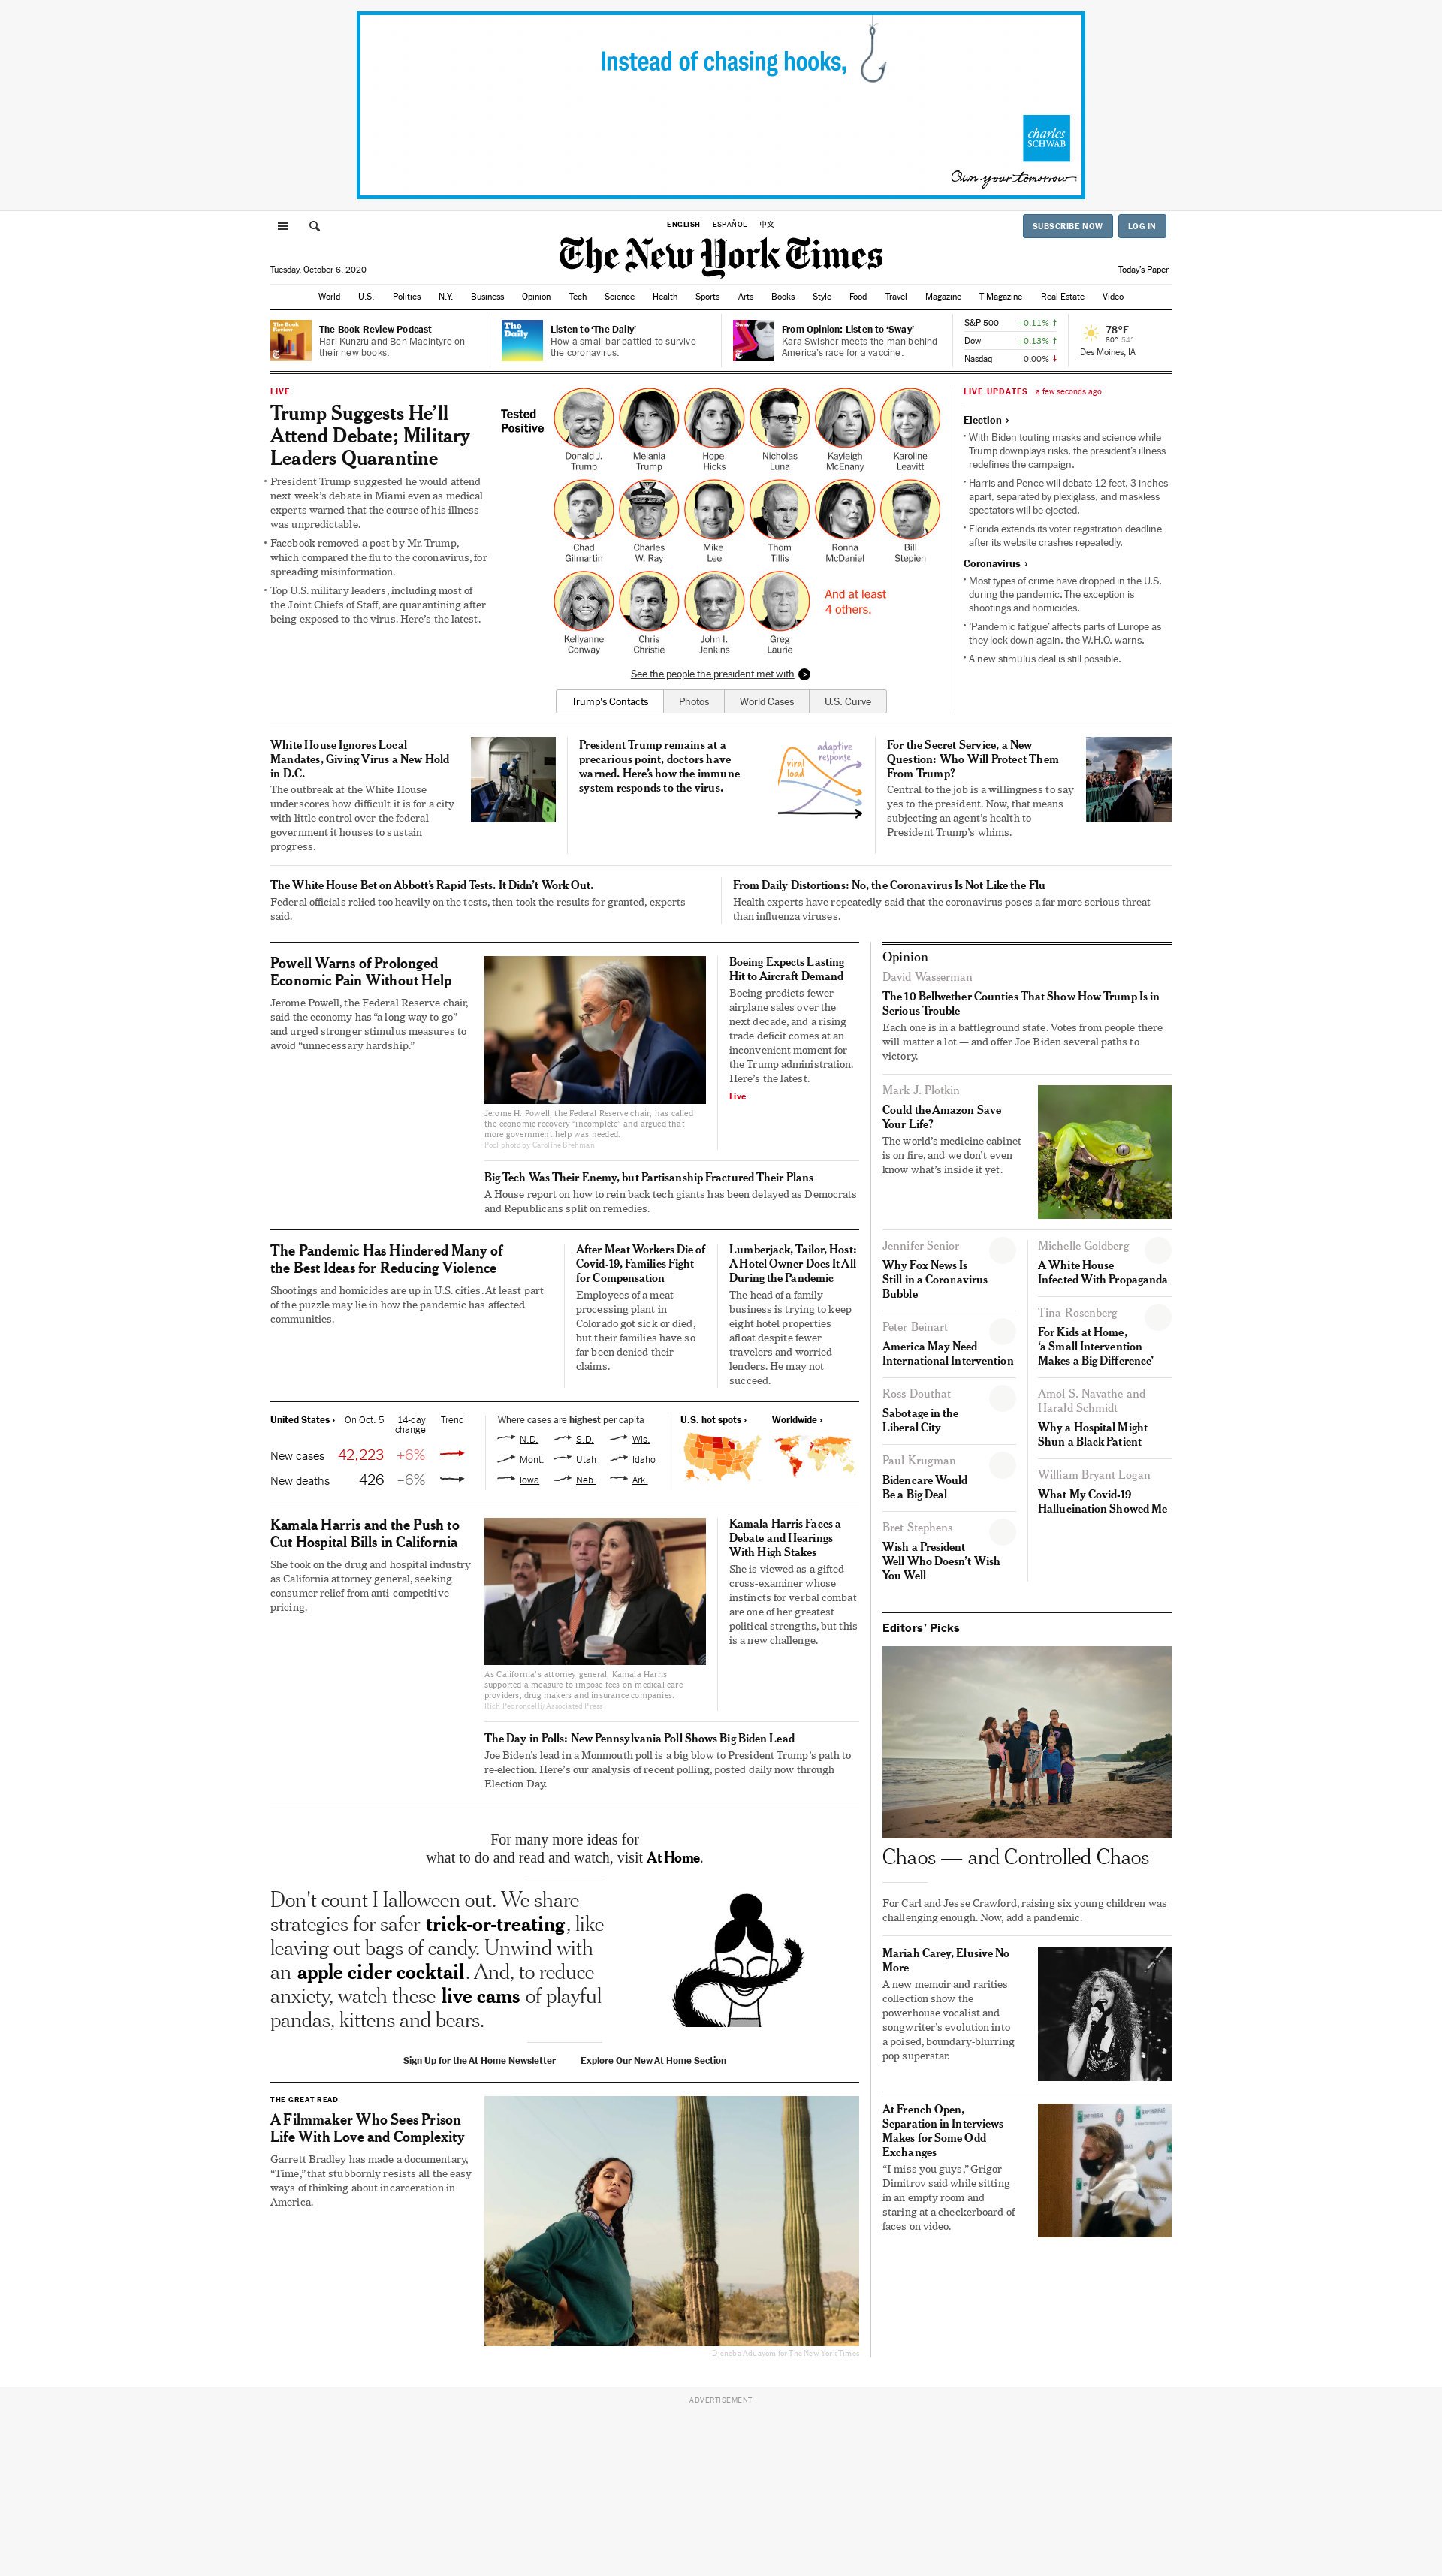 Instead of chasing hooks,
charles
SCHWAB
Own your tomorrow
ENGLISH ESPAÑOL 中文
SUBSCRIBE NOW LOG IN
The New York Times
Tuesday, October 6, 2020
Today's Paper
World U.S. Politics N.Y. Business Opinion Tech Science Health Sports Arts Books Style Food Travel Magazine T Magazine Real Estate Video
The Book Review
The Book Review Podcast
Hari Kunzru and Ben Macintyre on
their new books.
The Daily
Listen to ‘The Daily’
How a small bar battled to survive
the coronavirus.
Sway
From Opinion: Listen to ‘Sway’
Kara Swisher meets the man behind
America's race for a vaccine.
S&P 500 +0.11%
Dow +0.13%
Nasdaq 0.00%
78°F
80° 54°
Des Moines, IA
LIVE
Trump Suggests He’ll
Attend Debate; Military
Leaders Quarantine
• President Trump suggested he would attend
next week’s debate in Miami even as medical
experts warned that the course of his illness
was unpredictable.
• Facebook removed a post by Mr. Trump,
which compared the flu to the coronavirus, for
spreading misinformation.
• Top U.S. military leaders, including most of
the Joint Chiefs of Staff, are quarantining after
being exposed to the virus. Here’s the latest.
Tested
Positive
Donald J. Trump
Melania Trump
Hope Hicks
Nicholas Luna
Kayleigh McEnany
Karoline Leavitt
Chad Gilmartin
Charles W. Ray
Mike Lee
Thom Tillis
Ronna McDaniel
Bill Stepien
Kellyanne Conway
Chris Christie
John I. Jenkins
Greg Laurie
And at least
4 others.
See the people the president met with >
Trump's Contacts Photos World Cases U.S. Curve
LIVE UPDATES a few seconds ago
Election ›
• With Biden touting masks and science while
Trump downplays risks, the president’s illness
redefines the campaign.
• Harris and Pence will debate 12 feet, 3 inches
apart, separated by plexiglass, and maskless
spectators will be ejected.
• Florida extends its voter registration deadline
after its website crashes repeatedly.
Coronavirus ›
• Most types of crime have dropped in the U.S.
during the pandemic. The exception is
shootings and homicides.
• ‘Pandemic fatigue’ affects parts of Europe as
they lock down again, the W.H.O. warns.
• A new stimulus deal is still possible.
White House Ignores Local
Mandates, Giving Virus a New Hold
in D.C.
The outbreak at the White House
underscores how difficult it is for a city
with little control over the federal
government it houses to sustain
progress.
President Trump remains at a
precarious point, doctors have
warned. Here’s how the immune
system responds to the virus.
adaptive
response
viral
load
For the Secret Service, a New
Question: Who Will Protect Them
From Trump?
Central to the job is a willingness to say
yes to the president. Now, that means
subjecting an agent’s health to
President Trump’s whims.
The White House Bet on Abbott’s Rapid Tests. It Didn’t Work Out.
Federal officials relied too heavily on the tests, then took the results for granted, experts
said.
From Daily Distortions: No, the Coronavirus Is Not Like the Flu
Health experts have repeatedly said that the coronavirus poses a far more serious threat
than influenza viruses.
Powell Warns of Prolonged
Economic Pain Without Help
Jerome Powell, the Federal Reserve chair,
said the economy has “a long way to go”
and urged stronger stimulus measures to
avoid “unnecessary hardship.”
Jerome H. Powell, the Federal Reserve chair, has called
the economic recovery “incomplete” and argued that
more government help was needed.
Pool photo by Caroline Brehman
Boeing Expects Lasting
Hit to Aircraft Demand
Boeing predicts fewer
airplane sales over the
next decade, and a rising
trade deficit comes at an
inconvenient moment for
the Trump administration.
Here’s the latest.
Live
Big Tech Was Their Enemy, but Partisanship Fractured Their Plans
A House report on how to rein back tech giants has been delayed as Democrats
and Republicans split on remedies.
The Pandemic Has Hindered Many of
the Best Ideas for Reducing Violence
Shootings and homicides are up in U.S. cities. At least part
of the puzzle may lie in how the pandemic has affected
communities.
After Meat Workers Die of
Covid-19, Families Fight
for Compensation
Employees of a meat-
processing plant in
Colorado got sick or died,
but their families have so
far been denied their
claims.
Lumberjack, Tailor, Host:
A Hotel Owner Does It All
During the Pandemic
The head of a family
business is trying to keep
eight hotel properties
afloat despite fewer
travelers and worried
lenders. He may not
succeed.
United States › On Oct. 5 14-day change Trend
New cases 42,223 +6%
New deaths 426 –6%
Where cases are highest per capita
N.D. S.D. Wis.
Mont. Utah Idaho
Iowa Neb. Ark.
U.S. hot spots › Worldwide ›
Kamala Harris and the Push to
Cut Hospital Bills in California
She took on the drug and hospital industry
as California attorney general, seeking
consumer relief from anti-competitive
pricing.
As California’s attorney general, Kamala Harris
supported a measure to impose fees on medical care
providers, drug makers and insurance companies.
Rich Pedroncelli/Associated Press
Kamala Harris Faces a
Debate and Hearings
With High Stakes
She is viewed as a gifted
cross-examiner whose
instincts for verbal combat
are one of her greatest
political strengths, but this
is a new challenge.
The Day in Polls: New Pennsylvania Poll Shows Big Biden Lead
Joe Biden’s lead in a Monmouth poll is a big blow to President Trump’s path to
re-election. Here’s our analysis of recent polling, posted daily now through
Election Day.
For many more ideas for
what to do and read and watch, visit At Home.
Don't count Halloween out. We share
strategies for safer trick-or-treating, like
leaving out bags of candy. Unwind with
an apple cider cocktail. And, to reduce
anxiety, watch these live cams of playful
pandas, kittens and bears.
Sign Up for the At Home Newsletter Explore Our New At Home Section
THE GREAT READ
A Filmmaker Who Sees Prison
Life With Love and Complexity
Garrett Bradley has made a documentary,
“Time,” that stubbornly resists all the easy
ways of thinking about incarceration in
America.
Djeneba Aduayom for The New York Times
Opinion
David Wasserman
The 10 Bellwether Counties That Show How Trump Is in
Serious Trouble
Each one is in a battleground state. Votes from people there
will matter a lot — and offer Joe Biden several paths to
victory.
Mark J. Plotkin
Could the Amazon Save
Your Life?
The world’s medicine cabinet
is on fire, and we don’t even
know what’s inside it yet.
Jennifer Senior
Why Fox News Is
Still in a Coronavirus
Bubble
Peter Beinart
America May Need
International Intervention
Ross Douthat
Sabotage in the
Liberal City
Paul Krugman
Bidencare Would
Be a Big Deal
Bret Stephens
Wish a President
Well Who Doesn’t Wish
You Well
Michelle Goldberg
A White House
Infected With Propaganda
Tina Rosenberg
For Kids at Home,
‘a Small Intervention
Makes a Big Difference’
Amol S. Navathe and
Harald Schmidt
Why a Hospital Might
Shun a Black Patient
William Bryant Logan
What My Covid-19
Hallucination Showed Me
Editors’ Picks
Chaos — and Controlled Chaos
For Carl and Jesse Crawford, raising six young children was
challenging enough. Now, add a pandemic.
Mariah Carey, Elusive No
More
A new memoir and rarities
collection show the
powerhouse vocalist and
songwriter’s evolution into
a poised, boundary-blurring
pop superstar.
At French Open,
Separation in Interviews
Makes for Some Odd
Exchanges
“I miss you guys,” Grigor
Dimitrov said while sitting
in an empty room and
staring at a checkerboard of
faces on video.
ADVERTISEMENT